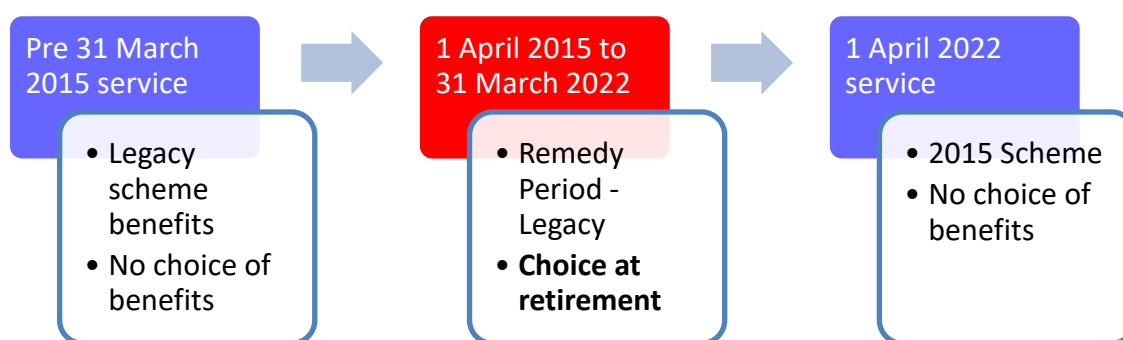 Pre 31 March
2015 service
• Legacy
scheme
benefits
• No choice of
benefits
1 April 2015 to
31 March 2022
• Remedy
Period -
Legacy
• Choice at
retirement
1 April 2022
service
• 2015 Scheme
• No choice of
benefits